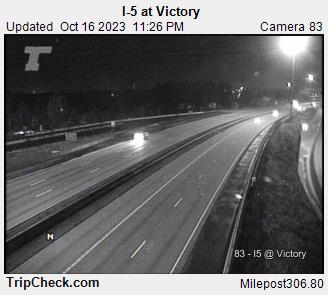 I-5 at Victory
Updated Oct 16 2023 11:26 PM Camera 83
T
N
83 - I5 @ Victory
TripCheck.com Milepost306.80